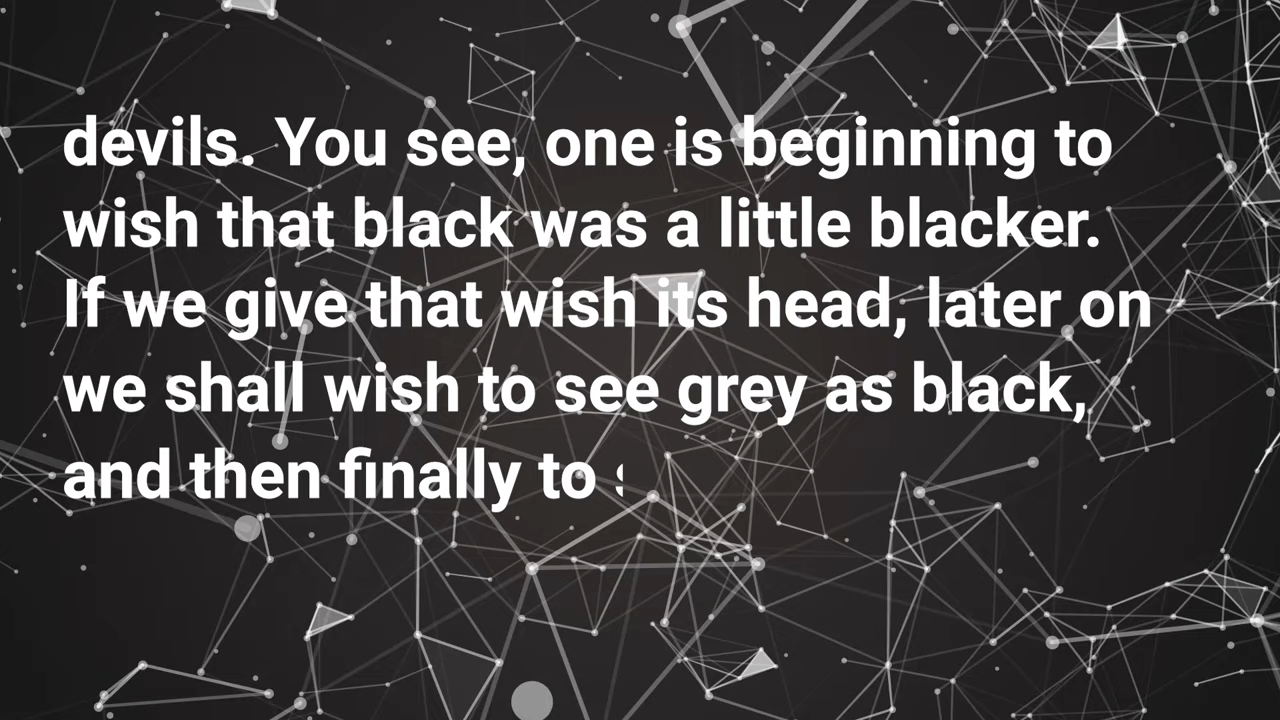 devils. You see, one is beginning to
wish that black was a little blacker.
If we give that wish its head, later on
we shall wish to see grey as black,
and then finally to